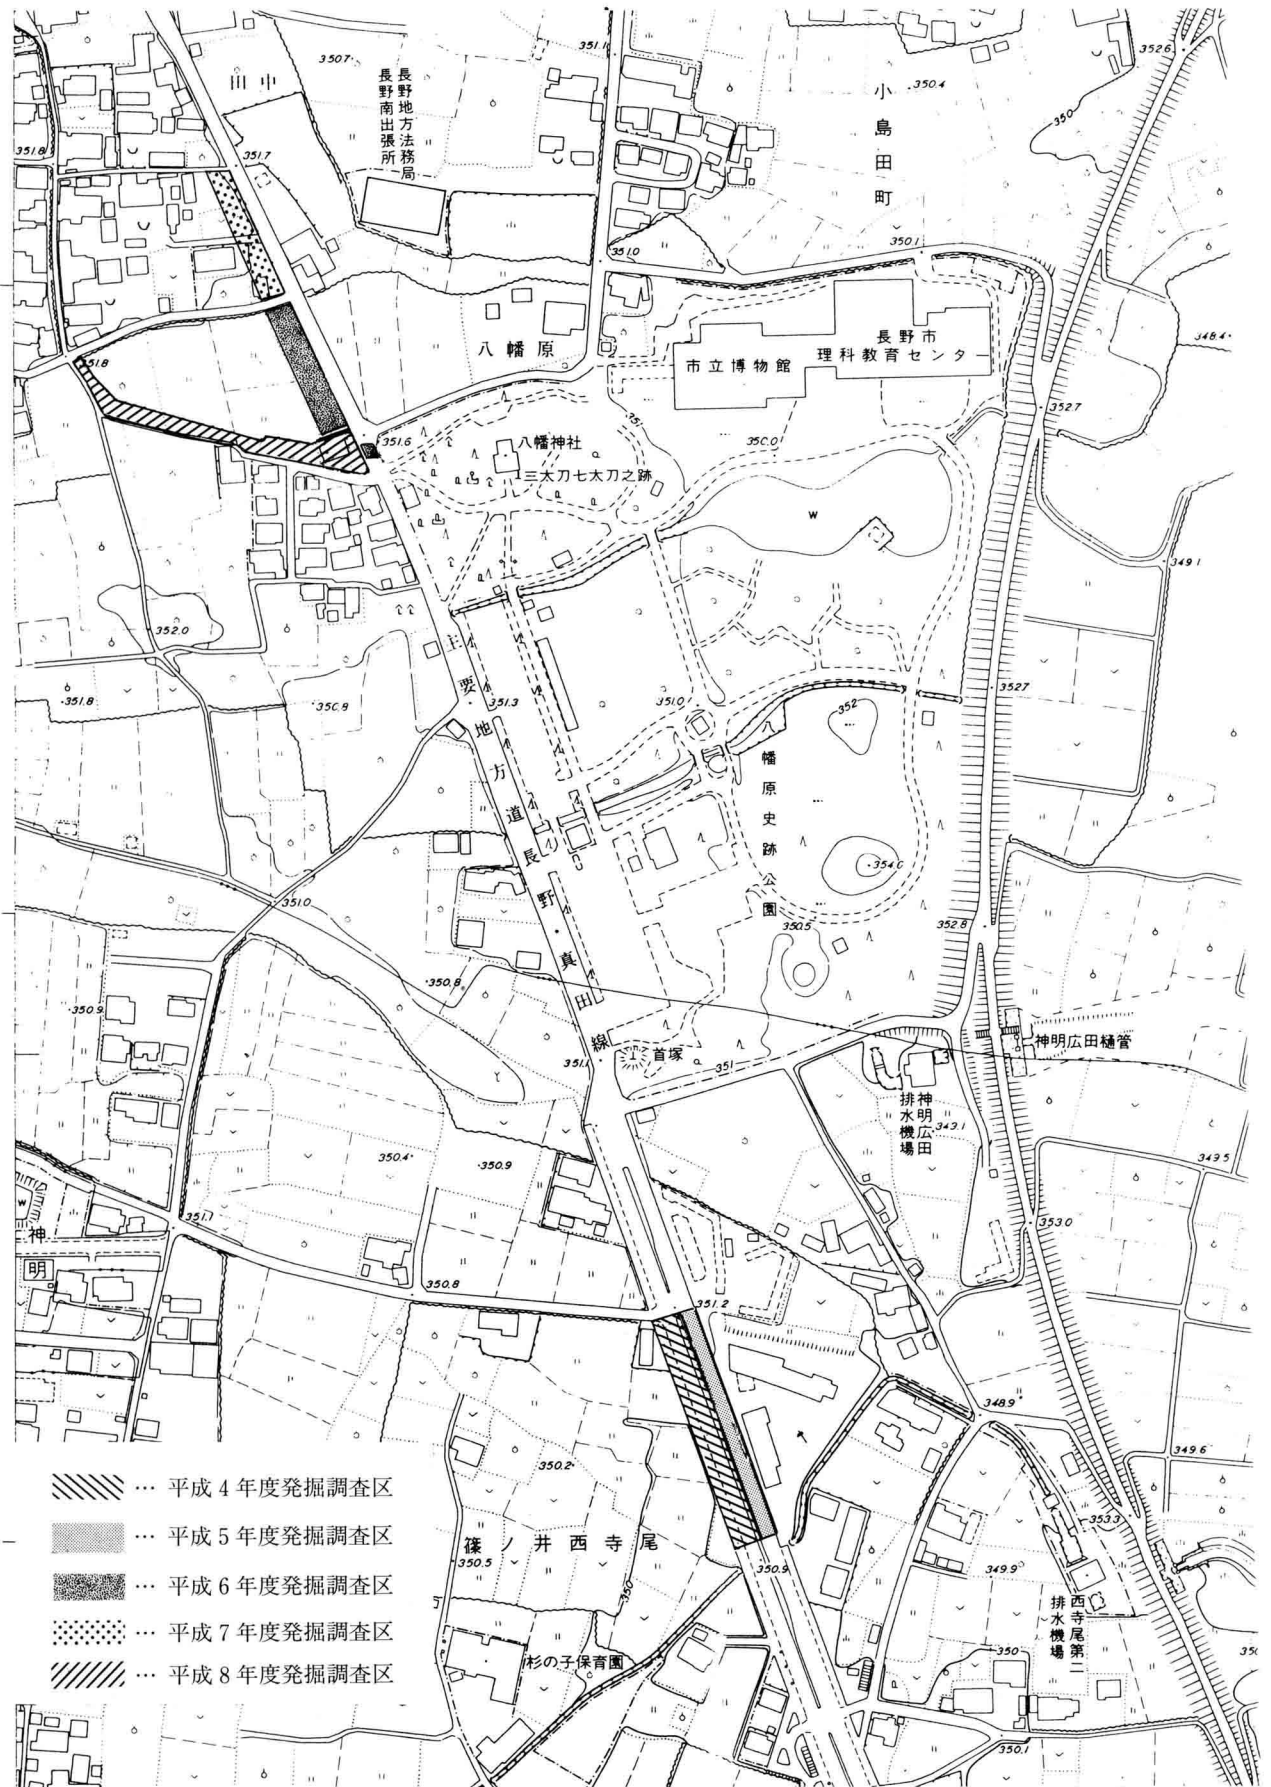 351.1
352.6
350.7
田中
長野地方法務局
長野南出張所
350.4
小島田町
350
351.8
351.7
351.0
350.1
八幡原
長野市
市立博物館
理科教育センター
348.4
351.8
352.7
351.6
八幡神社
351
350.0
三太刀七太刀之跡
W
349.1
352.0
351.8
350.8
351.3
351.0
352
352.7
主要地方道長野・真田線
八幡原史跡公園
354.0
351.0
350.5
352.8
350.8
350.9
351.1
首塚
351
神明広田樋管
神明広田
排水機場
349.1
350.4
350.9
349.5
W
神
明
351.1
353.0
350.8
351.2
348.9
349.6
350.2
353.3
… 平成4年度発掘調査区
… 平成5年度発掘調査区
… 平成6年度発掘調査区
… 平成7年度発掘調査区
… 平成8年度発掘調査区
篠ノ井西寺尾
350.5
350
350.9
349.9
西寺尾第二
排水機場
杉の子保育園
350
350.1